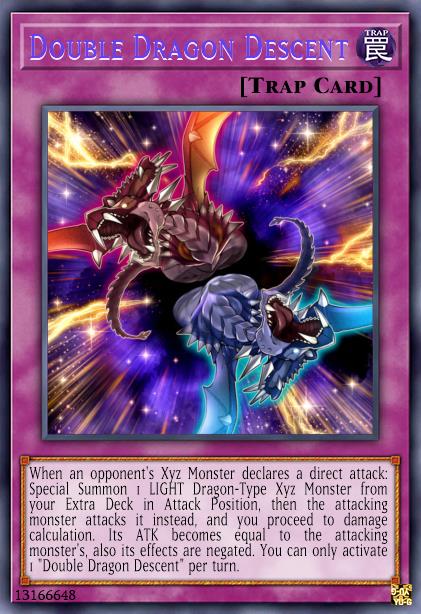 Double Dragon Descent
TRAP
罠
[Trap Card]
When an opponent's Xyz Monster declares a direct attack:
Special Summon 1 LIGHT Dragon-Type Xyz Monster from
your Extra Deck in Attack Position, then the attacking
monster attacks it instead, and you proceed to damage
calculation. Its ATK becomes equal to the attacking
monster's, also its effects are negated. You can only activate
1 "Double Dragon Descent" per turn.
13166648